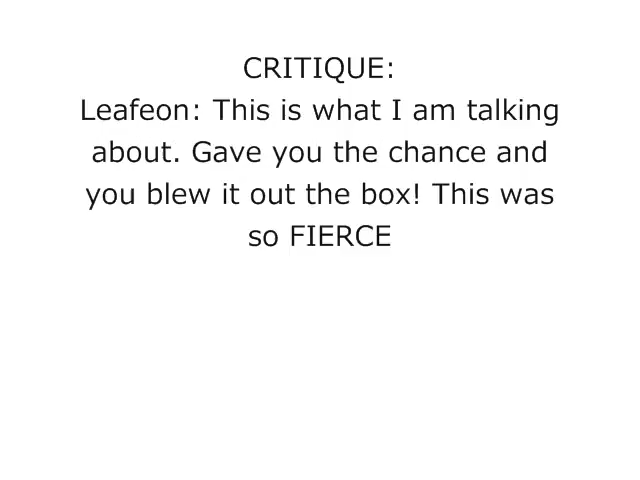 CRITIQUE:
Leafeon: This is what I am talking
about. Gave you the chance and
you blew it out the box! This was
so FIERCE